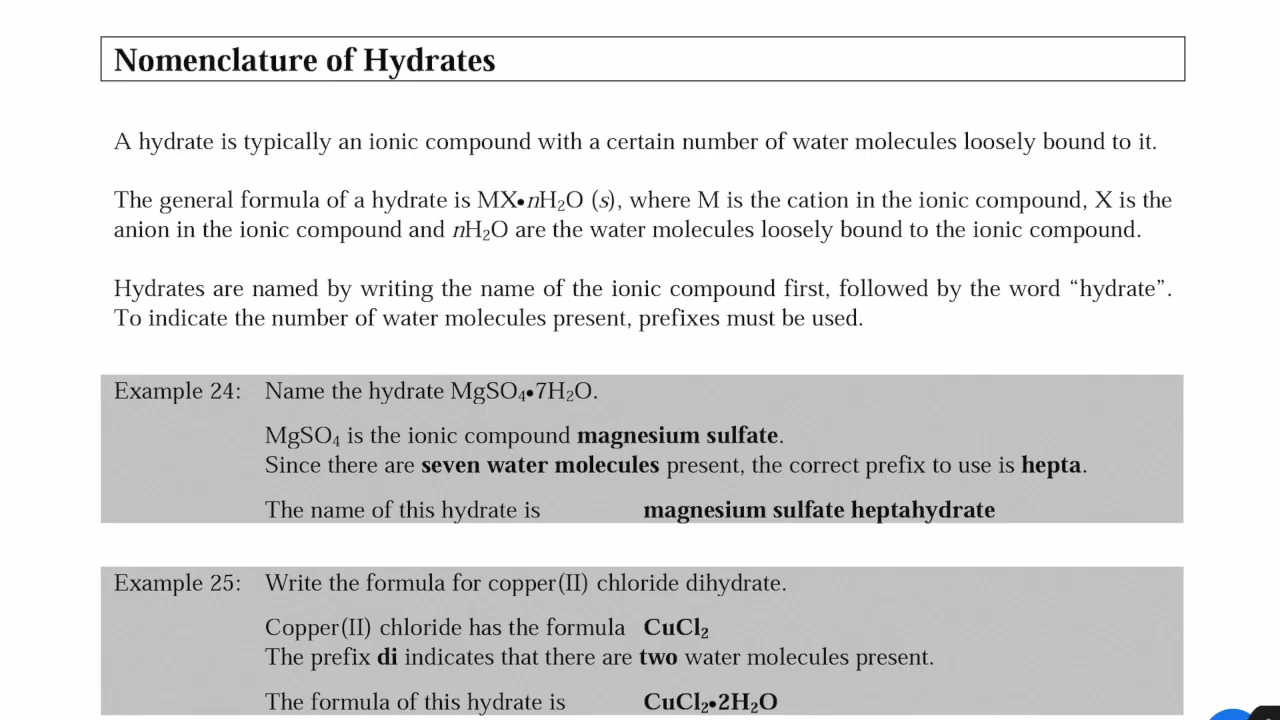 Nomenclature of Hydrates
A hydrate is typically an ionic compound with a certain number of water molecules loosely bound to it.
The general formula of a hydrate is MX•nH₂O (s), where M is the cation in the ionic compound, X is the
anion in the ionic compound and nH₂O are the water molecules loosely bound to the ionic compound.
Hydrates are named by writing the name of the ionic compound first, followed by the word “hydrate”.
To indicate the number of water molecules present, prefixes must be used.
Example 24: Name the hydrate MgSO₄•7H₂O.
MgSO₄ is the ionic compound magnesium sulfate.
Since there are seven water molecules present, the correct prefix to use is hepta.
The name of this hydrate is magnesium sulfate heptahydrate
Example 25: Write the formula for copper(II) chloride dihydrate.
Copper(II) chloride has the formula CuCl₂
The prefix di indicates that there are two water molecules present.
The formula of this hydrate is CuCl₂•2H₂O